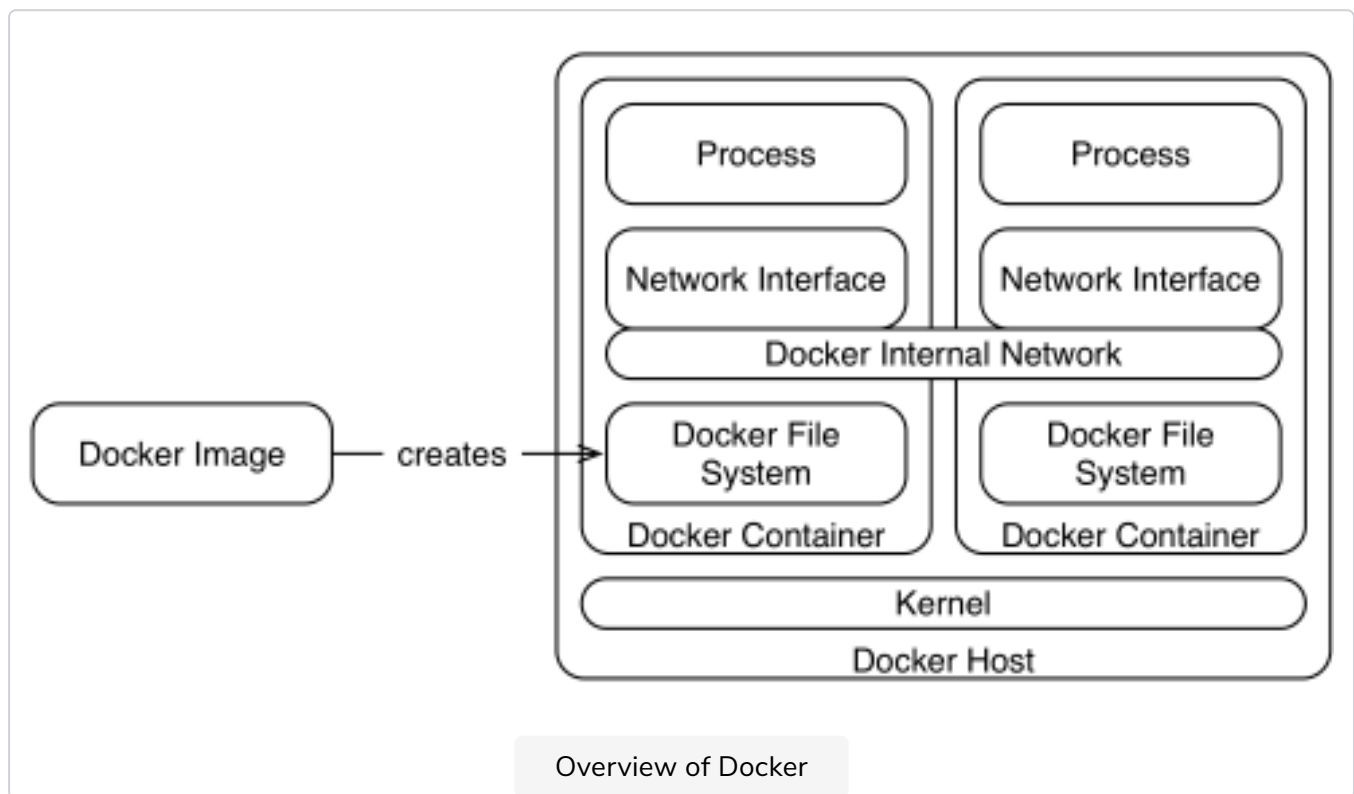 Process
Process
Network Interface
Network Interface
Docker Internal Network
Docker Image
creates
Docker File
System
Docker File
System
Docker Container
Docker Container
Kernel
Docker Host
Overview of Docker